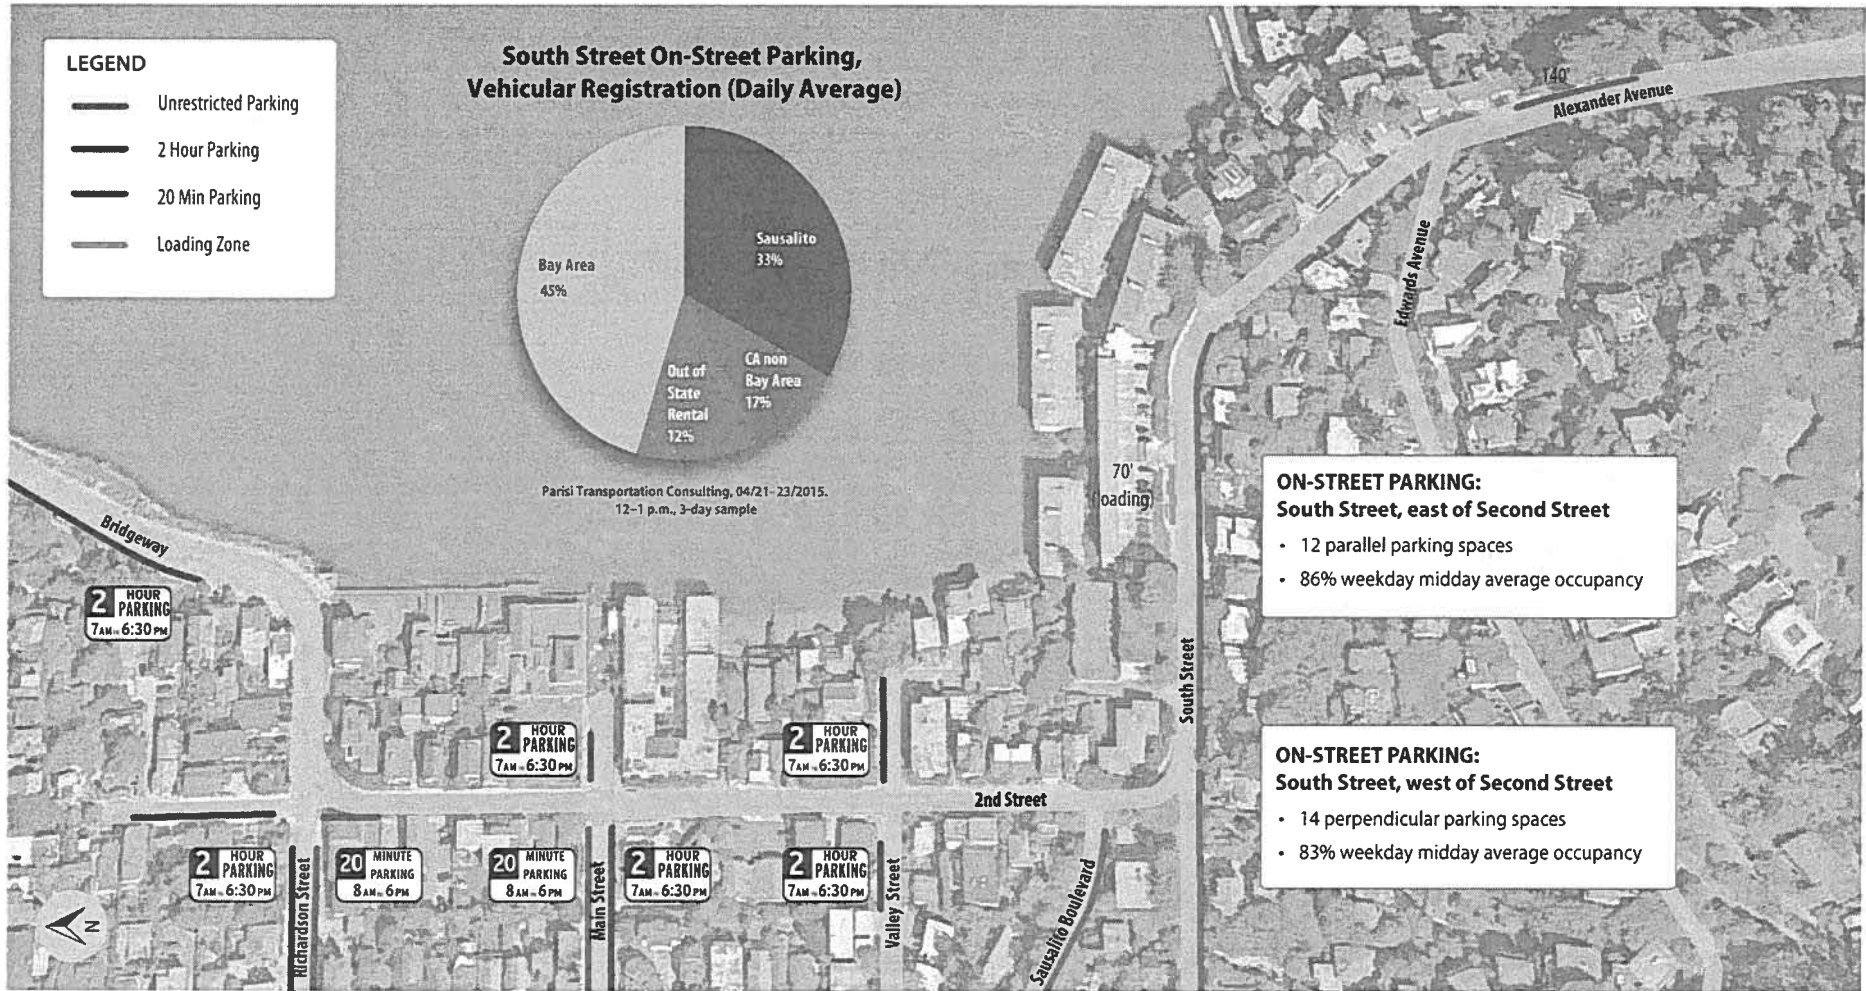 LEGEND
Unrestricted Parking
2 Hour Parking
20 Min Parking
Loading Zone
South Street On-Street Parking,
Vehicular Registration (Daily Average)
Sausalito
33%
Bay Area
45%
CA non
Bay Area
17%
Out of
State
Rental
12%
Parisi Transportation Consulting, 04/21-23/2015.
12–1 p.m., 3-day sample
140'
Alexander Avenue
Edwards Avenue
70'
(loading)
ON-STREET PARKING:
South Street, east of Second Street
• 12 parallel parking spaces
• 86% weekday midday average occupancy
Bridgeway
2 HOUR
PARKING
7AM - 6:30PM
South Street
2 HOUR
PARKING
7AM - 6:30PM
2 HOUR
PARKING
7AM - 6:30PM
ON-STREET PARKING:
South Street, west of Second Street
• 14 perpendicular parking spaces
• 83% weekday midday average occupancy
2nd Street
2 HOUR
PARKING
7AM - 6:30PM
Richardson Street
20 MINUTE
PARKING
8AM - 6PM
20 MINUTE
PARKING
8AM - 6PM
Main Street
2 HOUR
PARKING
7AM - 6:30PM
2 HOUR
PARKING
7AM - 6:30PM
Valley Street
Sausalito Boulevard
N